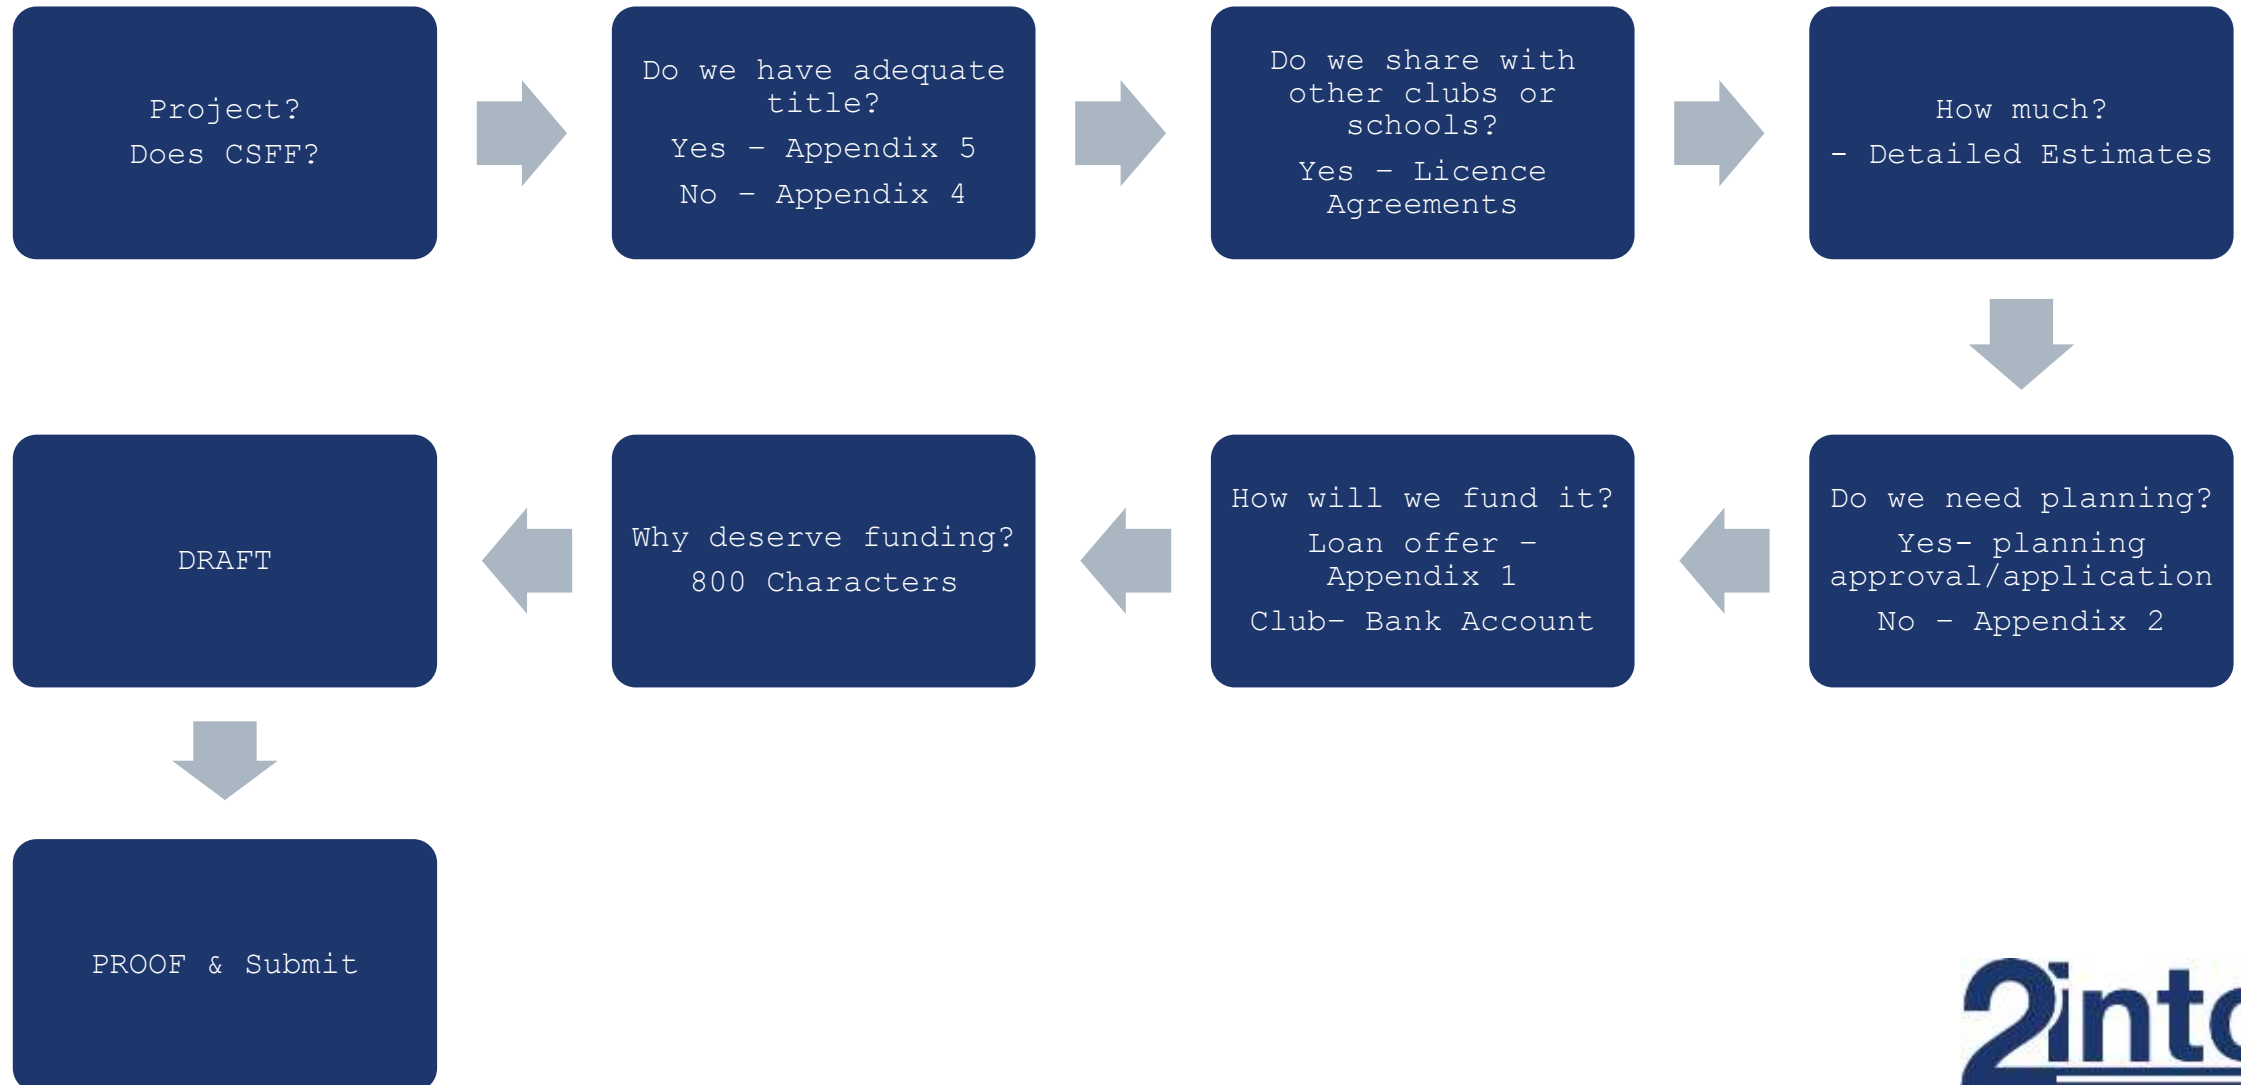 Project?
Does CSFF?
Do we have adequate
title?
Yes – Appendix 5
No – Appendix 4
Do we share with
other clubs or
schools?
Yes – Licence
Agreements
How much?
- Detailed Estimates
Do we need planning?
Yes- planning
approval/application
No – Appendix 2
How will we fund it?
Loan offer –
Appendix 1
Club– Bank Account
Why deserve funding?
800 Characters
DRAFT
PROOF & Submit
2into